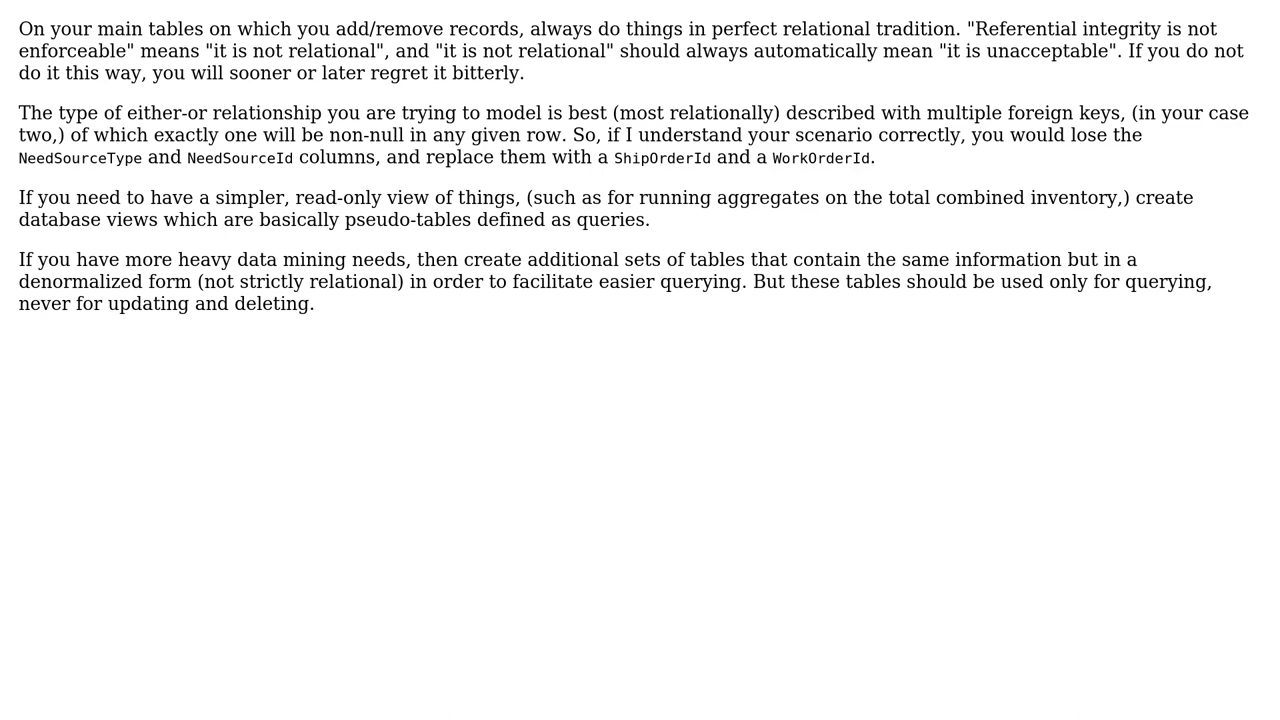 On your main tables on which you add/remove records, always do things in perfect relational tradition. "Referential integrity is not
enforceable" means "it is not relational", and "it is not relational" should always automatically mean "it is unacceptable". If you do not
do it this way, you will sooner or later regret it bitterly.
The type of either-or relationship you are trying to model is best (most relationally) described with multiple foreign keys, (in your case
two,) of which exactly one will be non-null in any given row. So, if I understand your scenario correctly, you would lose the
NeedSourceType and NeedSourceId columns, and replace them with a ShipOrderId and a WorkOrderId.
If you need to have a simpler, read-only view of things, (such as for running aggregates on the total combined inventory,) create
database views which are basically pseudo-tables defined as queries.
If you have more heavy data mining needs, then create additional sets of tables that contain the same information but in a
denormalized form (not strictly relational) in order to facilitate easier querying. But these tables should be used only for querying,
never for updating and deleting.